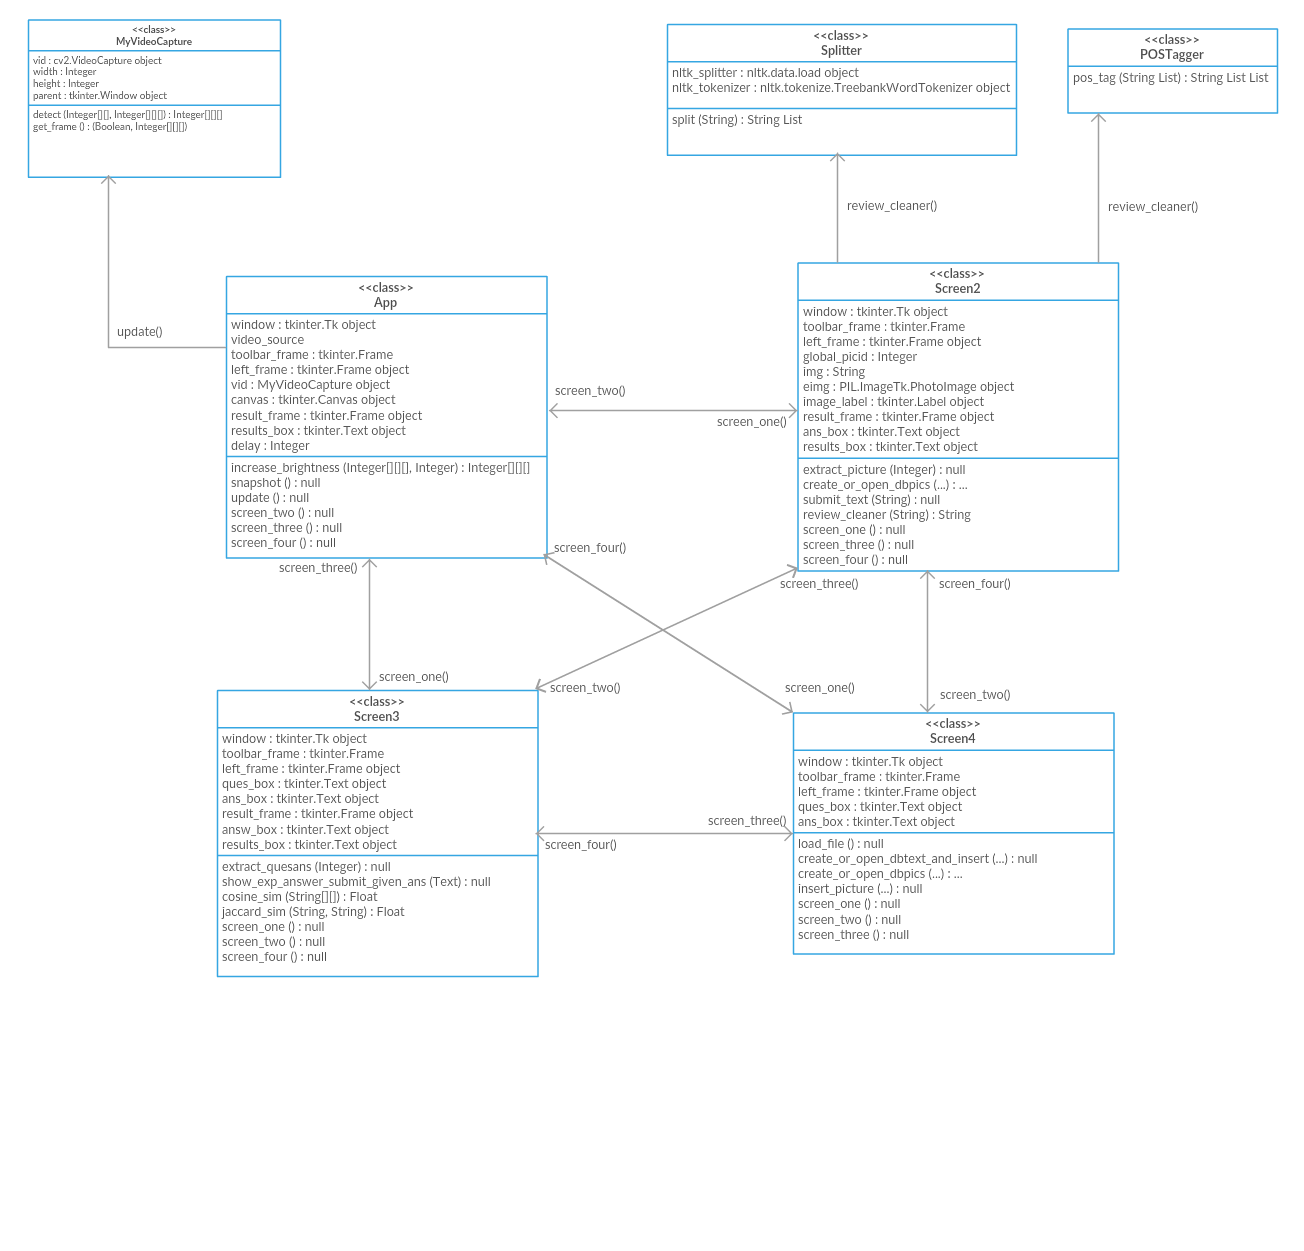 <<class>>
MyVideoCapture
vid : cv2.VideoCapture object
width : Integer
height : Integer
parent : tkinter.Window object
detect (Integer[][], Integer[][][]) : Integer[][][]
get_frame () : (Boolean, Integer[][][])
<<class>>
Splitter
nltk_splitter : nltk.data.load object
nltk_tokenizer : nltk.tokenize.TreebankWordTokenizer object
split (String) : String List
<<class>>
POSTagger
pos_tag (String List) : String List List
review_cleaner()
review_cleaner()
update()
<<class>>
App
window : tkinter.Tk object
video_source
toolbar_frame : tkinter.Frame
left_frame : tkinter.Frame object
vid : MyVideoCapture object
canvas : tkinter.Canvas object
result_frame : tkinter.Frame object
results_box : tkinter.Text object
delay : Integer
increase_brightness (Integer[][][], Integer) : Integer[][][]
snapshot () : null
update () : null
screen_two () : null
screen_three () : null
screen_four () : null
screen_two()
screen_one()
<<class>>
Screen2
window : tkinter.Tk object
toolbar_frame : tkinter.Frame
left_frame : tkinter.Frame object
global_picid : Integer
img : String
eimg : PIL.ImageTk.PhotoImage object
image_label : tkinter.Label object
result_frame : tkinter.Frame object
ans_box : tkinter.Text object
results_box : tkinter.Text object
extract_picture (Integer) : null
create_or_open_dbpics (...) : ...
submit_text (String) : null
review_cleaner (String) : String
screen_one () : null
screen_three () : null
screen_four () : null
screen_four()
screen_three()
screen_three()
screen_four()
screen_one()
screen_two()
screen_one()
screen_two()
<<class>>
Screen3
window : tkinter.Tk object
toolbar_frame : tkinter.Frame
left_frame : tkinter.Frame object
ques_box : tkinter.Text object
ans_box : tkinter.Text object
result_frame : tkinter.Frame object
answ_box : tkinter.Text object
results_box : tkinter.Text object
extract_quesans (Integer) : null
show_exp_answer_submit_given_ans (Text) : null
cosine_sim (String[][]) : Float
jaccard_sim (String, String) : Float
screen_one () : null
screen_two () : null
screen_four () : null
screen_three()
screen_four()
<<class>>
Screen4
window : tkinter.Tk object
toolbar_frame : tkinter.Frame
left_frame : tkinter.Frame object
ques_box : tkinter.Text object
ans_box : tkinter.Text object
load_file () : null
create_or_open_dbtext_and_insert (...) : null
create_or_open_dbpics (...) : ...
insert_picture (...) : null
screen_one () : null
screen_two () : null
screen_three () : null